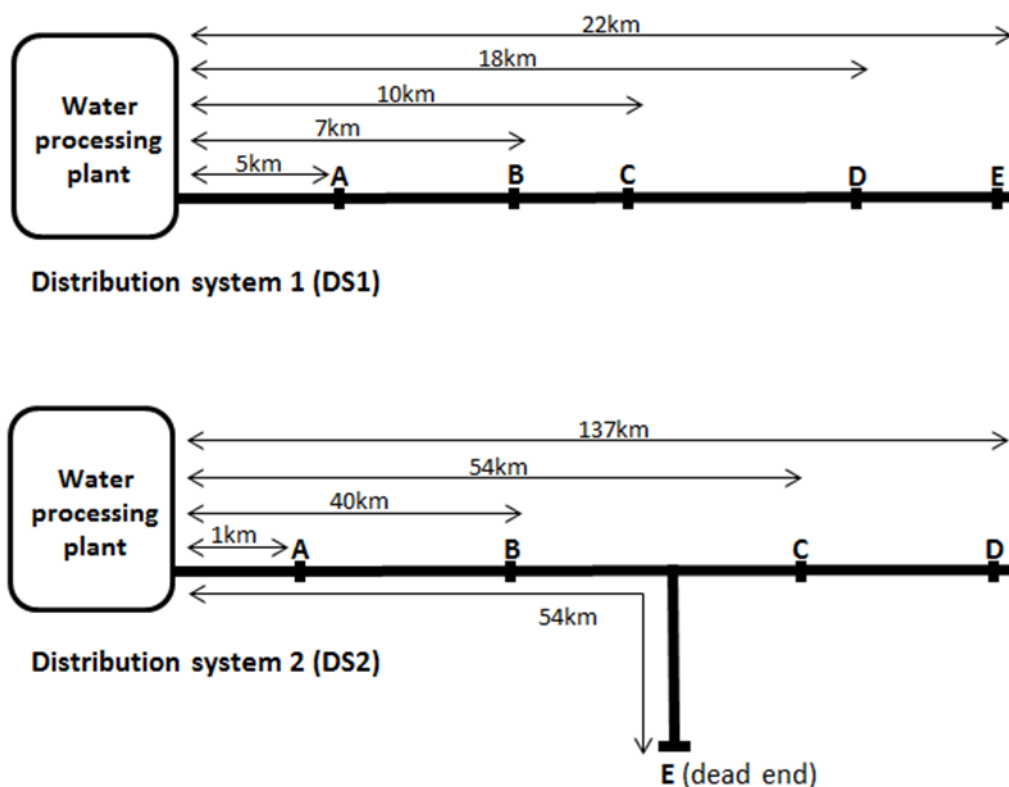 22km
18km
10km
7km
5km
Water
processing
plant
A
B
C
D
E
Distribution system 1 (DS1)
137km
54km
40km
1km
Water
processing
plant
A
B
C
D
54km
Distribution system 2 (DS2)
E (dead end)